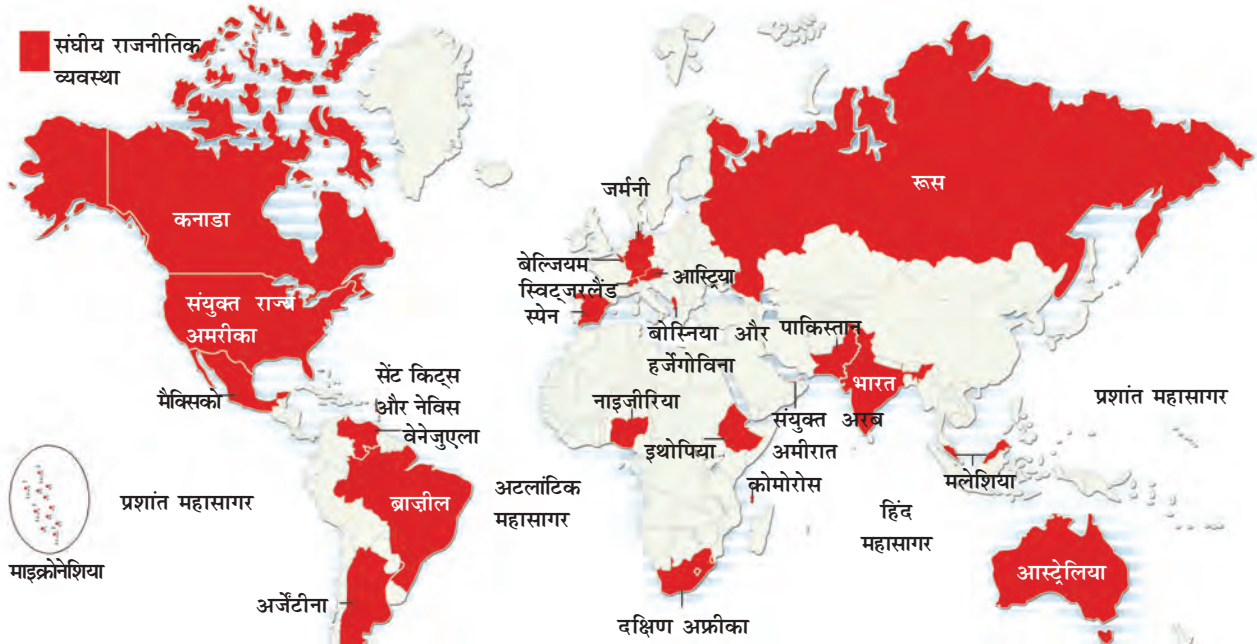 संघीय राजनीतिक
व्यवस्था
कनाडा
संयुक्त राज्य
अमरीका
मैक्सिको
सेंट किट्स
और नेविस
वेनेजुएला
ब्राज़ील
अर्जेंटीना
प्रशांत महासागर
माइक्रोनेशिया
अटलांटिक
महासागर
जर्मनी
बेल्जियम
स्विट्जरलैंड
स्पेन
आस्ट्रिया
बोस्निया और
हर्जेगोविना
रूस
पाकिस्तान
भारत
नाइजीरिया
इथोपिया
संयुक्त अरब
अमीरात
कोमोरोस
दक्षिण अफ्रीका
हिंद
महासागर
मलेशिया
प्रशांत महासागर
आस्ट्रेलिया